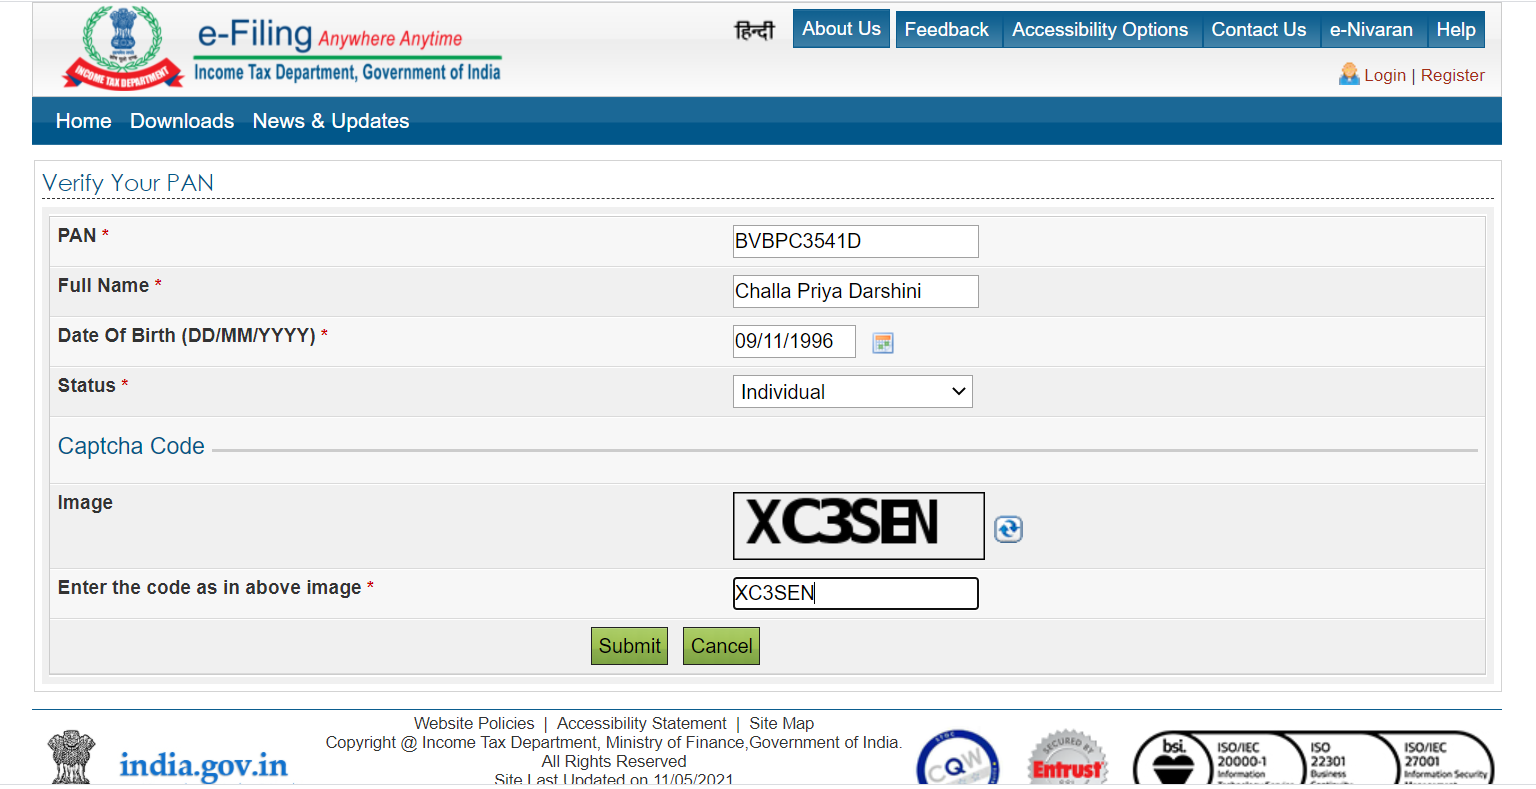 हिन्दी About Us Feedback Accessibility Options Contact Us e-Nivaran Help
e-Filing Anywhere Anytime
Income Tax Department, Government of India
INCOME TAX DEPARTMENT
Login | Register
Home Downloads News & Updates
Verify Your PAN
PAN * BVBPC3541D
Full Name * Challa Priya Darshini
Date Of Birth (DD/MM/YYYY) * 09/11/1996
Status * Individual
Captcha Code
Image XC3SEN
Enter the code as in above image * XC3SEN
Submit Cancel
Website Policies | Accessibility Statement | Site Map
Copyright @ Income Tax Department, Ministry of Finance,Government of India.
All Rights Reserved
Site Last Updated on 11/05/2021
india.gov.in
STQC
CQW
SECURED BY
Entrust
bsi.
ISO/IEC
20000-1
Information
ISO
22301
Business
ISO/IEC
27001
Information Security